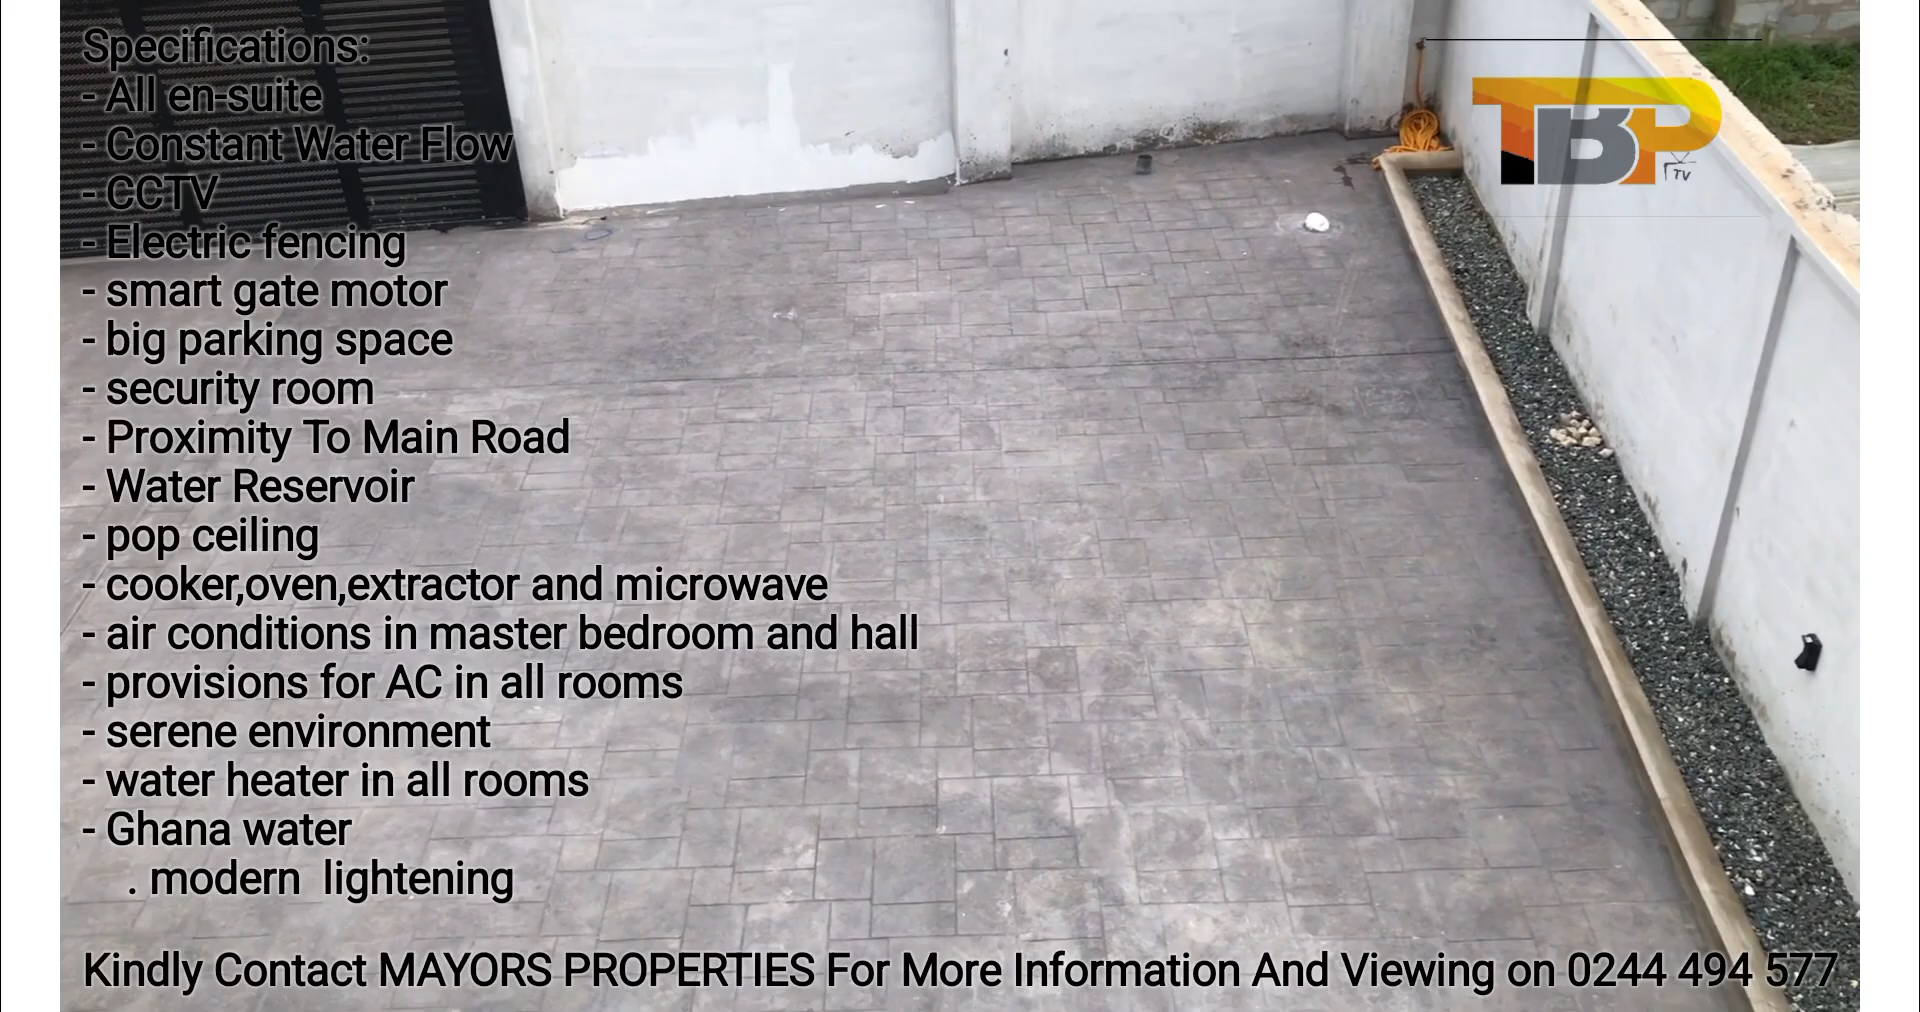 Specifications:
- All en-suite
- Constant Water Flow
- CCTV
- Electric fencing
- smart gate motor
- big parking space
- security room
- Proximity To Main Road
- Water Reservoir
- pop ceiling
- cooker,oven,extractor and microwave
- air conditions in master bedroom and hall
- provisions for AC in all rooms
- serene environment
- water heater in all rooms
- Ghana water
. modern lightening
Kindly Contact MAYORS PROPERTIES For More Information And Viewing on 0244 494 577
TBP
TV